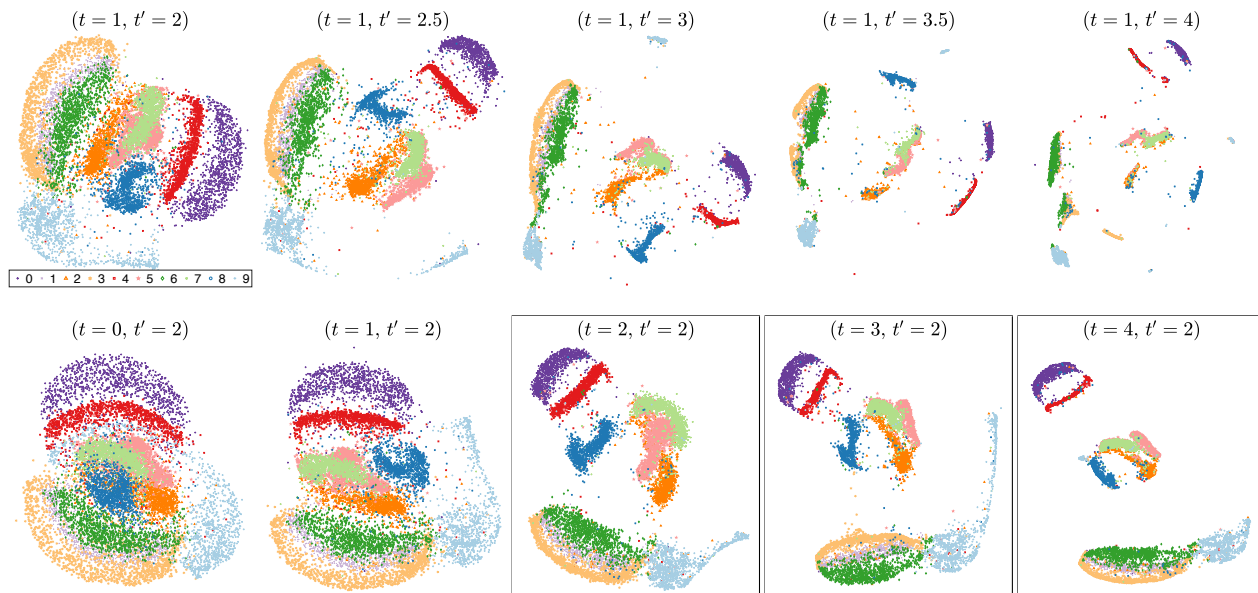 (t = 1, t′ = 2) (t = 1, t′ = 2.5) (t = 1, t′ = 3) (t = 1, t′ = 3.5) (t = 1, t′ = 4)
0 1 2 3 4 5 6 7 8 9
(t = 0, t′ = 2) (t = 1, t′ = 2) (t = 2, t′ = 2) (t = 3, t′ = 2) (t = 4, t′ = 2)